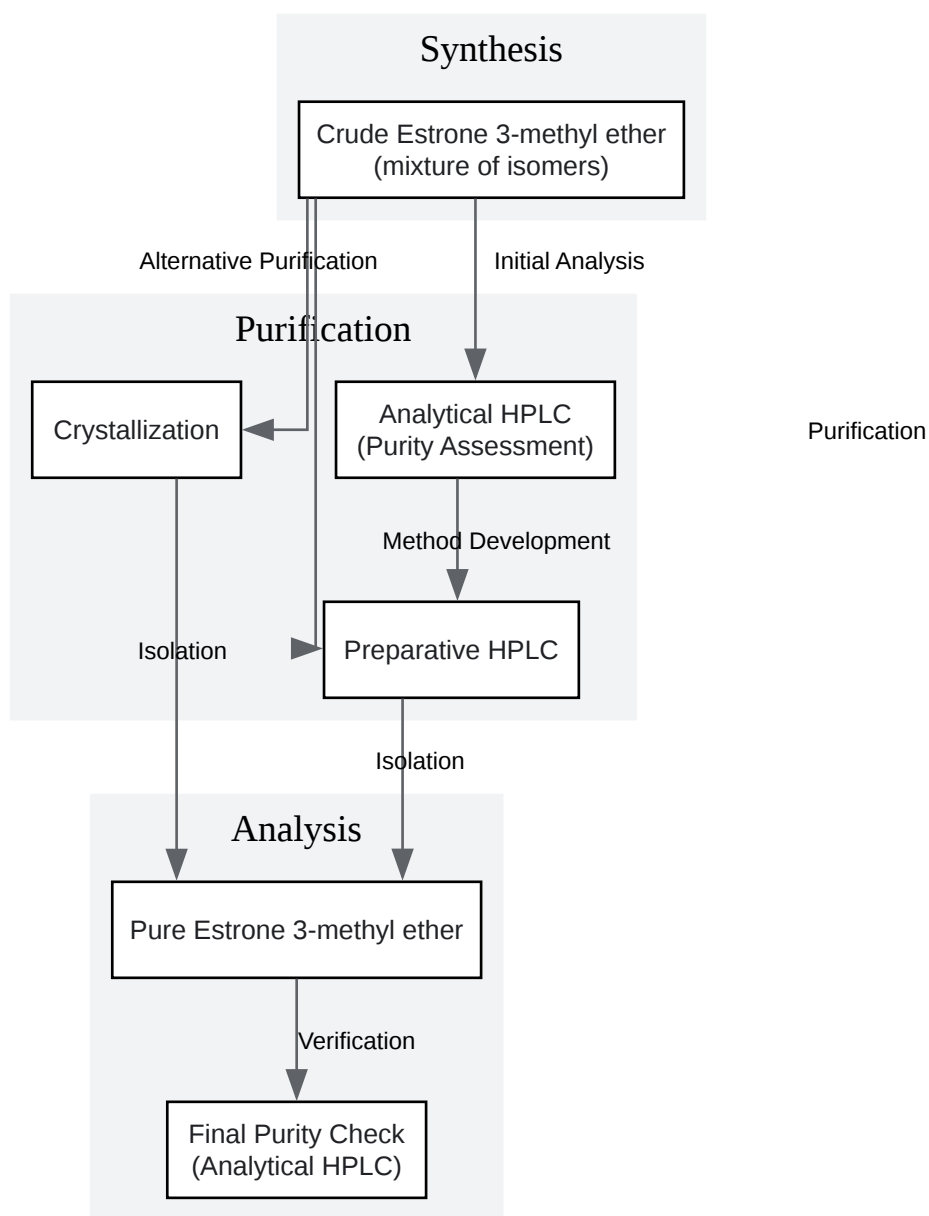 Synthesis
Crude Estrone 3-methyl ether
(mixture of isomers)
Alternative Purification
Initial Analysis
Purification
Crystallization
Analytical HPLC
(Purity Assessment)
Purification
Method Development
Isolation
Preparative HPLC
Isolation
Analysis
Pure Estrone 3-methyl ether
Verification
Final Purity Check
(Analytical HPLC)